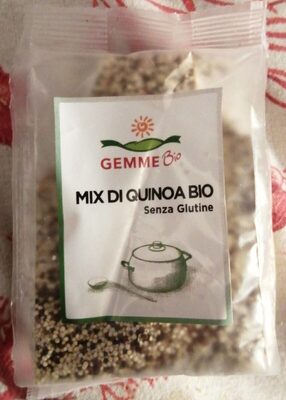 GEMME Bio
MIX DI QUINOA BIO
Senza Glutine